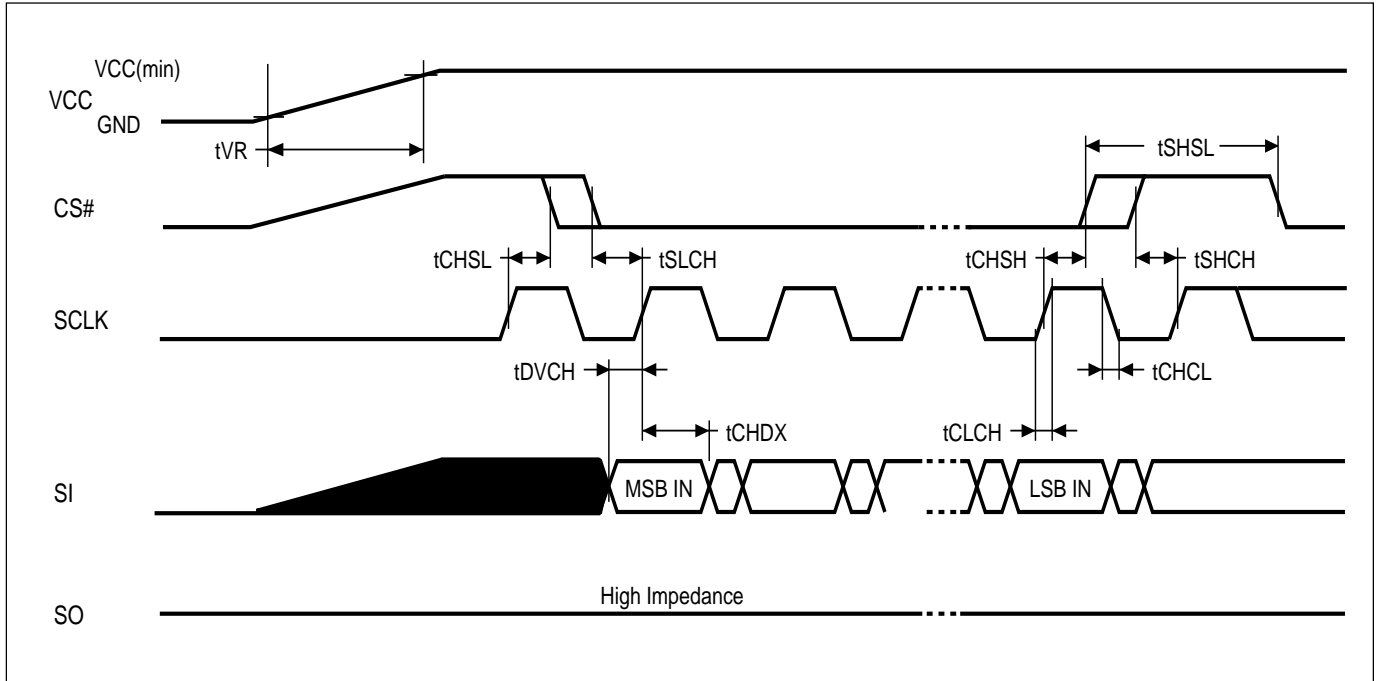 VCC(min)
VCC
GND
tVR
tSHSL
CS#
tCHSL
tSLCH
tCHSH
tSHCH
SCLK
tDVCH
tCHCL
tCHDX
tCLCH
SI
MSB IN
LSB IN
High Impedance
SO